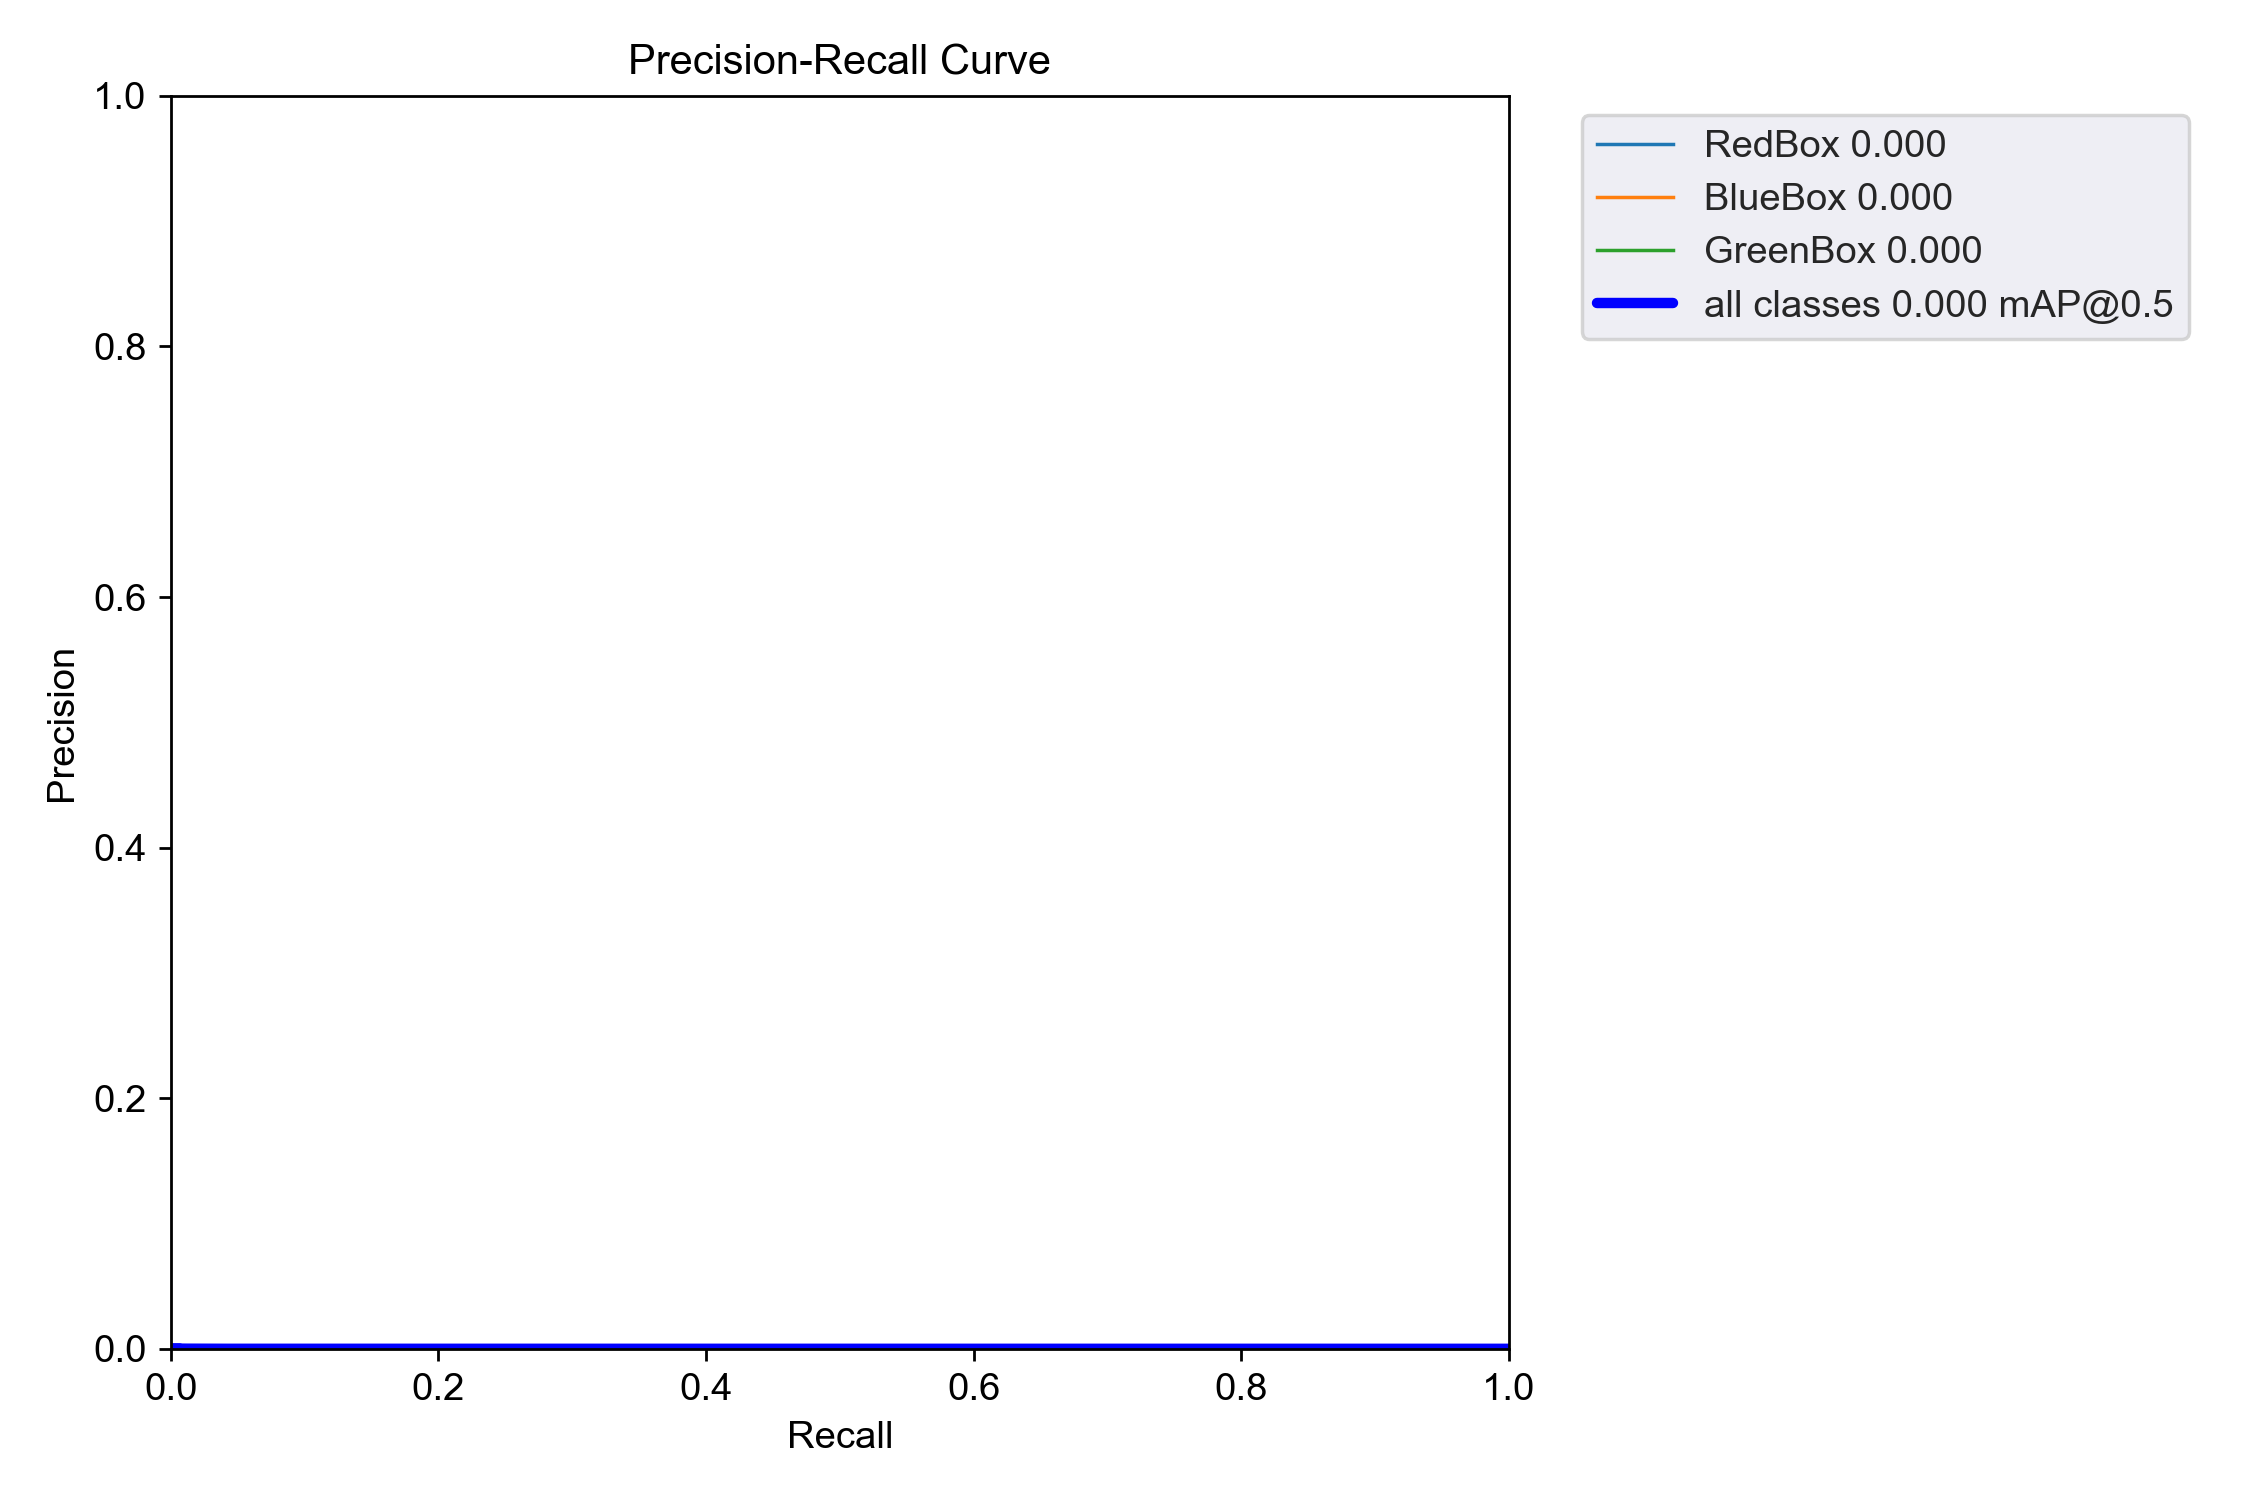 Precision-Recall Curve
1.0
0.8
0.6
0.4
0.2
0.0
Precision
0.0 0.2 0.4 0.6 0.8 1.0
Recall
RedBox 0.000
BlueBox 0.000
GreenBox 0.000
all classes 0.000 mAP@0.5